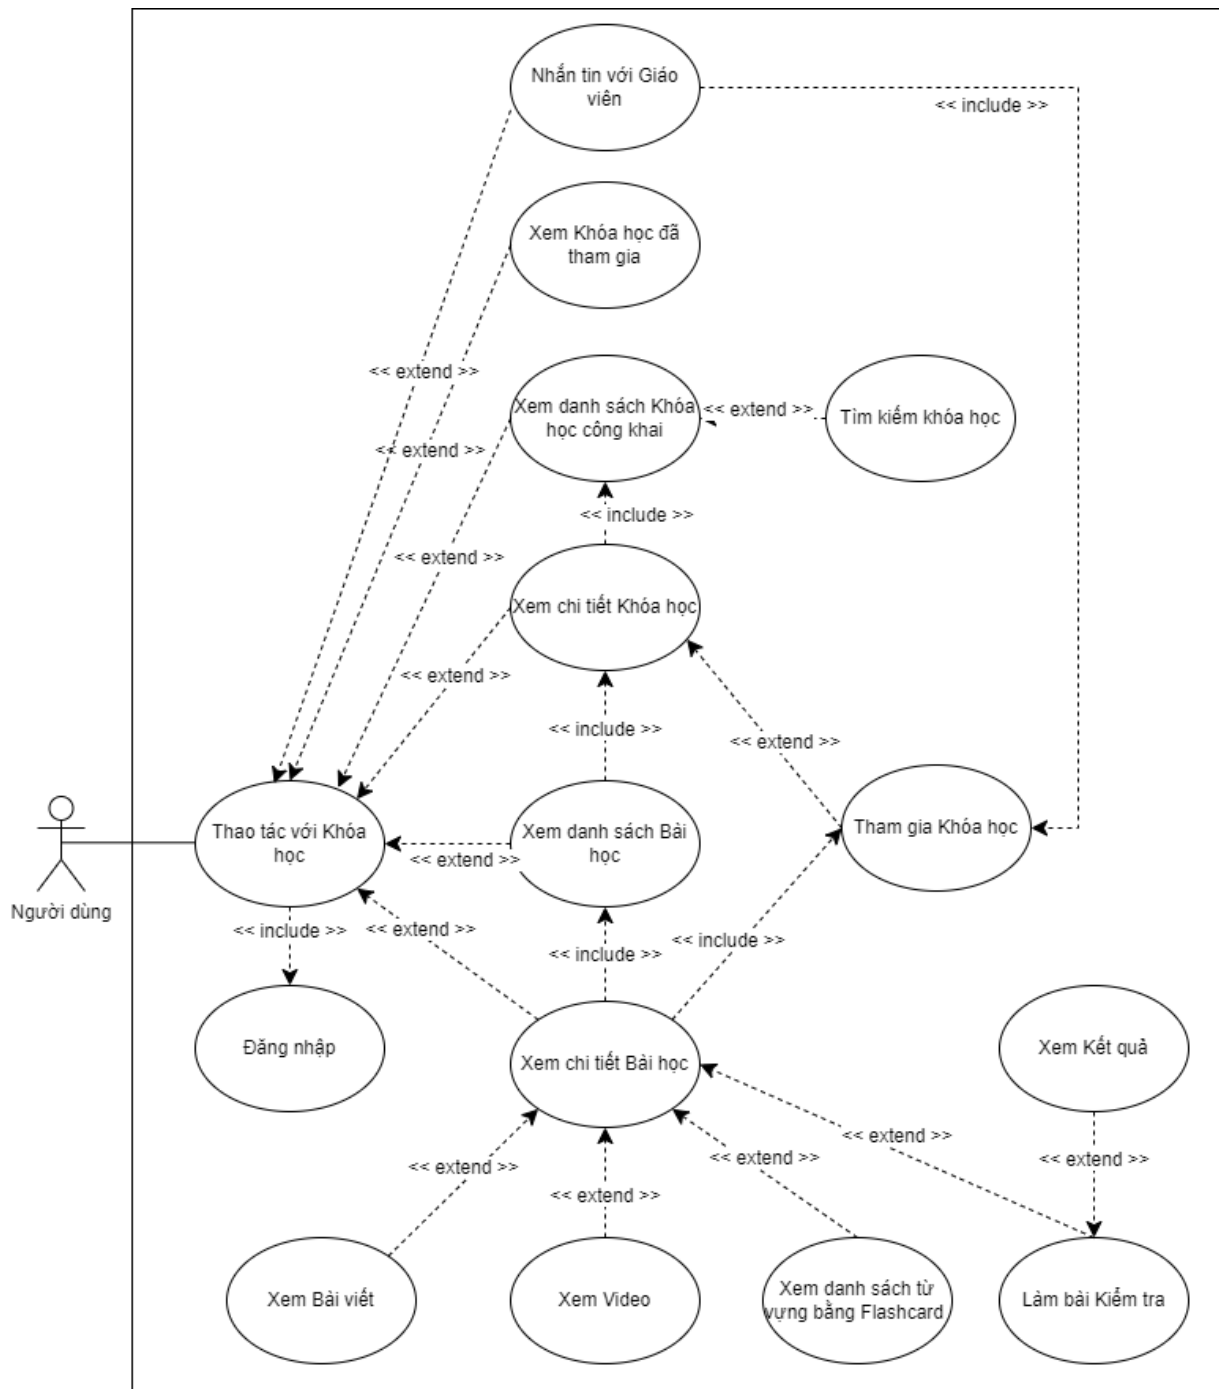 Nhắn tin với Giáo
viên
<< include >>
Xem Khóa học đã
tham gia
<< extend >>
Xem danh sách Khóa
học công khai
<< extend >>
Tìm kiếm khóa học
<< extend >>
<< include >>
<< extend >>
Xem chi tiết Khóa học
<< extend >>
<< include >>
<< extend >>
Thao tác với Khóa
học
Xem danh sách Bài
học
<< extend >>
Tham gia Khóa học
Người dùng
<< include >>
<< extend >>
<< include >>
<< include >>
Đăng nhập
Xem chi tiết Bài học
Xem Kết quả
<< extend >>
<< extend >>
<< extend >>
<< extend >>
<< extend >>
Xem Bài viết
Xem Video
Xem danh sách từ
vựng bằng Flashcard
Làm bài Kiểm tra